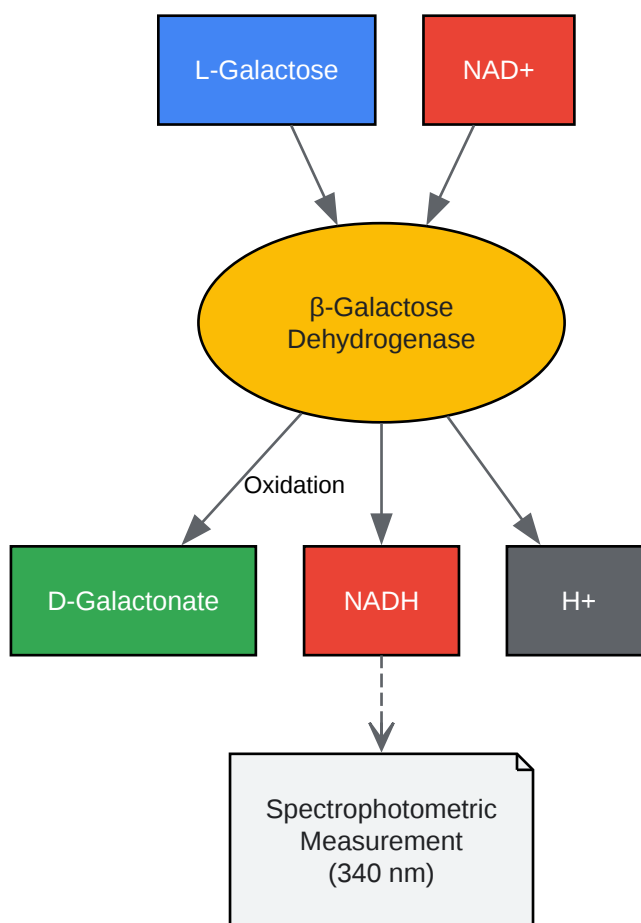 L-Galactose
NAD+
β-Galactose
Dehydrogenase
Oxidation
D-Galactonate
NADH
H+
Spectrophotometric
Measurement
(340 nm)